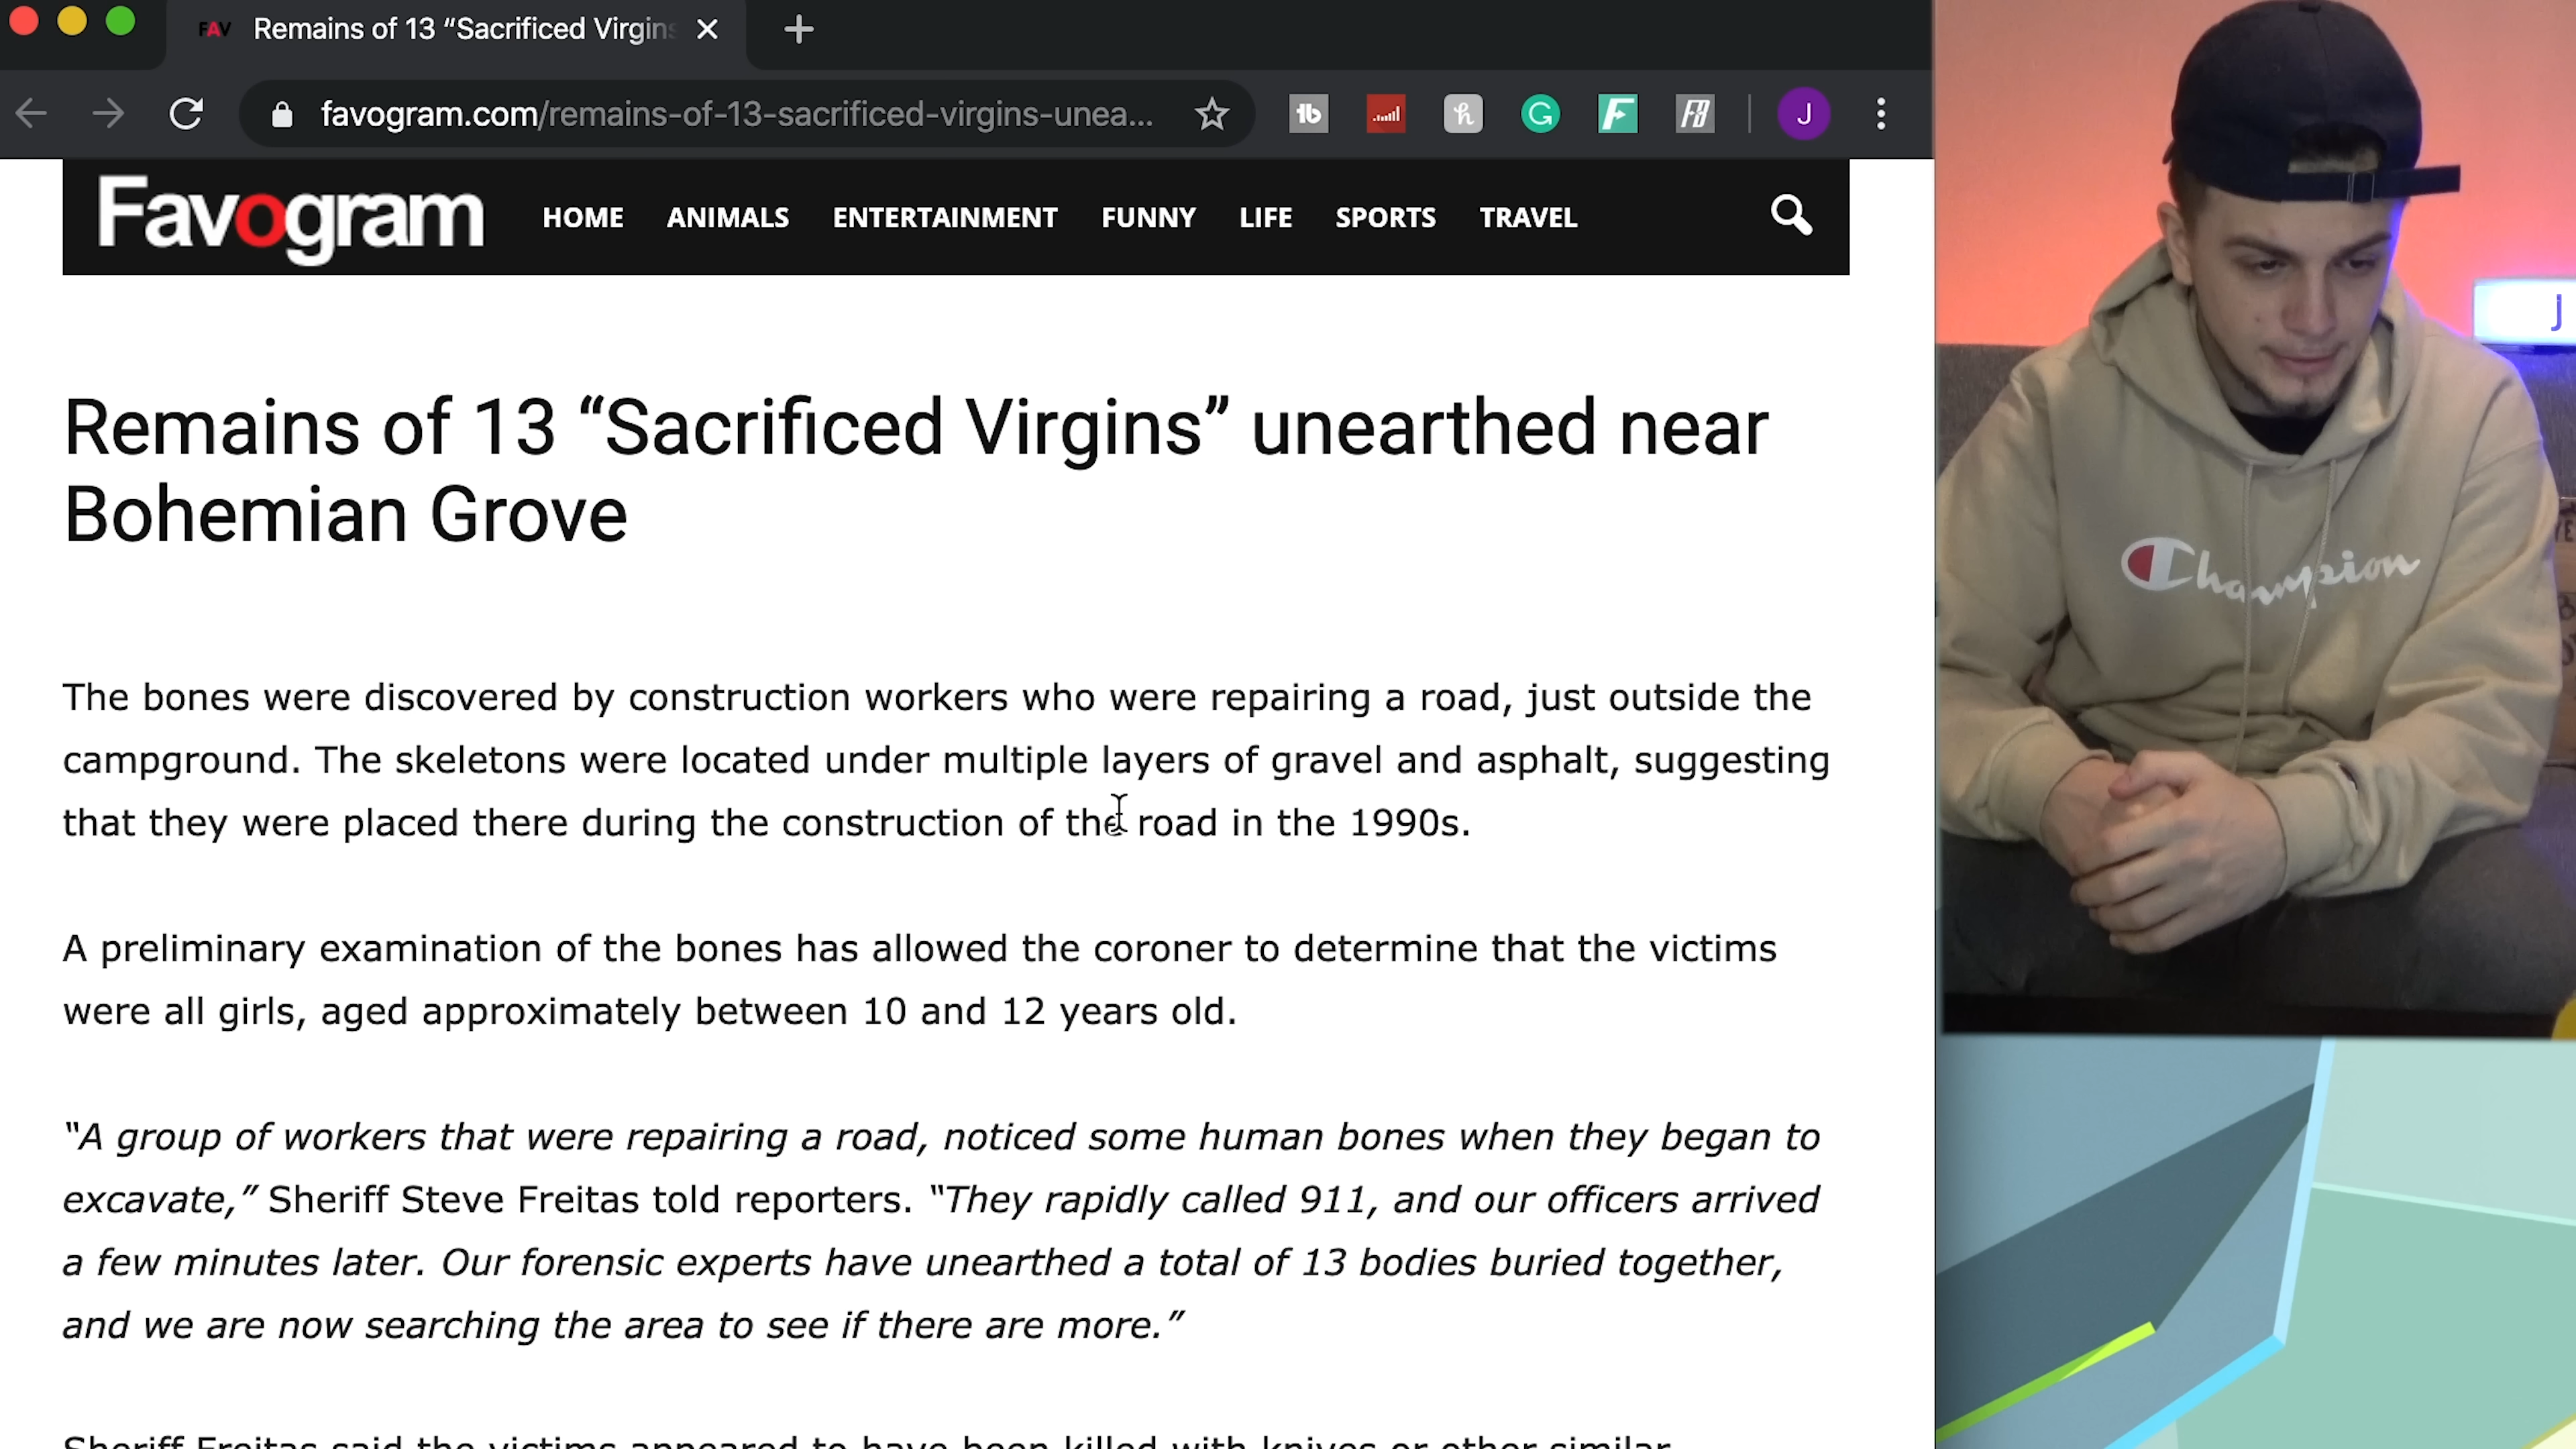 FAV Remains of 13 “Sacrificed Virgins
favogram.com/remains-of-13-sacrificed-virgins-unea...
J
Favogram HOME ANIMALS ENTERTAINMENT FUNNY LIFE SPORTS TRAVEL
Remains of 13 “Sacrificed Virgins” unearthed near
Bohemian Grove
The bones were discovered by construction workers who were repairing a road, just outside the
campground. The skeletons were located under multiple layers of gravel and asphalt, suggesting
that they were placed there during the construction of the road in the 1990s.
A preliminary examination of the bones has allowed the coroner to determine that the victims
were all girls, aged approximately between 10 and 12 years old.
“A group of workers that were repairing a road, noticed some human bones when they began to
excavate,” Sheriff Steve Freitas told reporters. “They rapidly called 911, and our officers arrived
a few minutes later. Our forensic experts have unearthed a total of 13 bodies buried together,
and we are now searching the area to see if there are more.”
Sheriff Freitas said the victims appeared to have been killed with knives or other similar
J
Champion